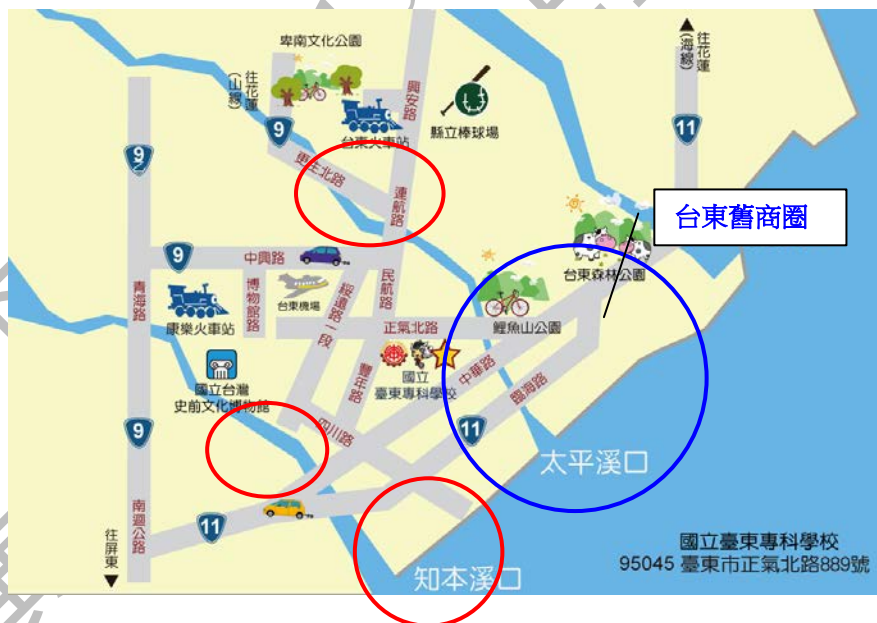 卑南文化公園
往花蓮
(山線)
9
台東火車站
興安路
縣立棒球場
往花蓮
(海線)
11
9
更生北路
連航路
台東舊商圈
9
中興路
台東森林公園
青海路
康樂火車站
博物館路
台東機場
綏遠路一段
民航路
正氣北路
鯉魚山公園
國立台灣
史前文化博物館
豐年路
國立
臺東專科學校
中華路
臨海路
9
四川路
11
太平溪口
南迴公路
11
往屏東
知本溪口
國立臺東專科學校
95045 臺東市正氣北路889號